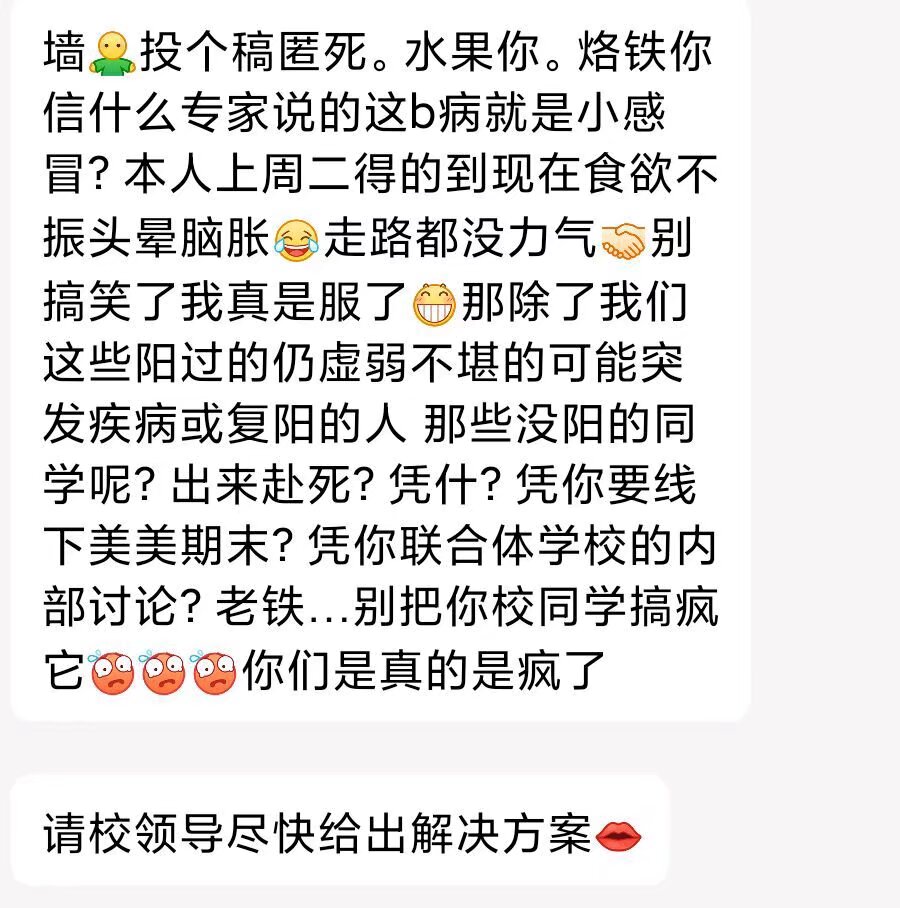 墙投个稿匿死。水果你。烙铁你
信什么专家说的这b病就是小感
冒?本人上周二得的到现在食欲不
振头晕脑胀😂走路都没力气🤝别
搞笑了我真是服了😁那除了我们
这些阳过的仍虚弱不堪的可能突
发疾病或复阳的人 那些没阳的同
学呢?出来赴死?凭什?凭你要线
下美美期末?凭你联合体学校的内
部讨论?老铁...别把你校同学搞疯
它你们是真的是疯了
请校领导尽快给出解决方案👄